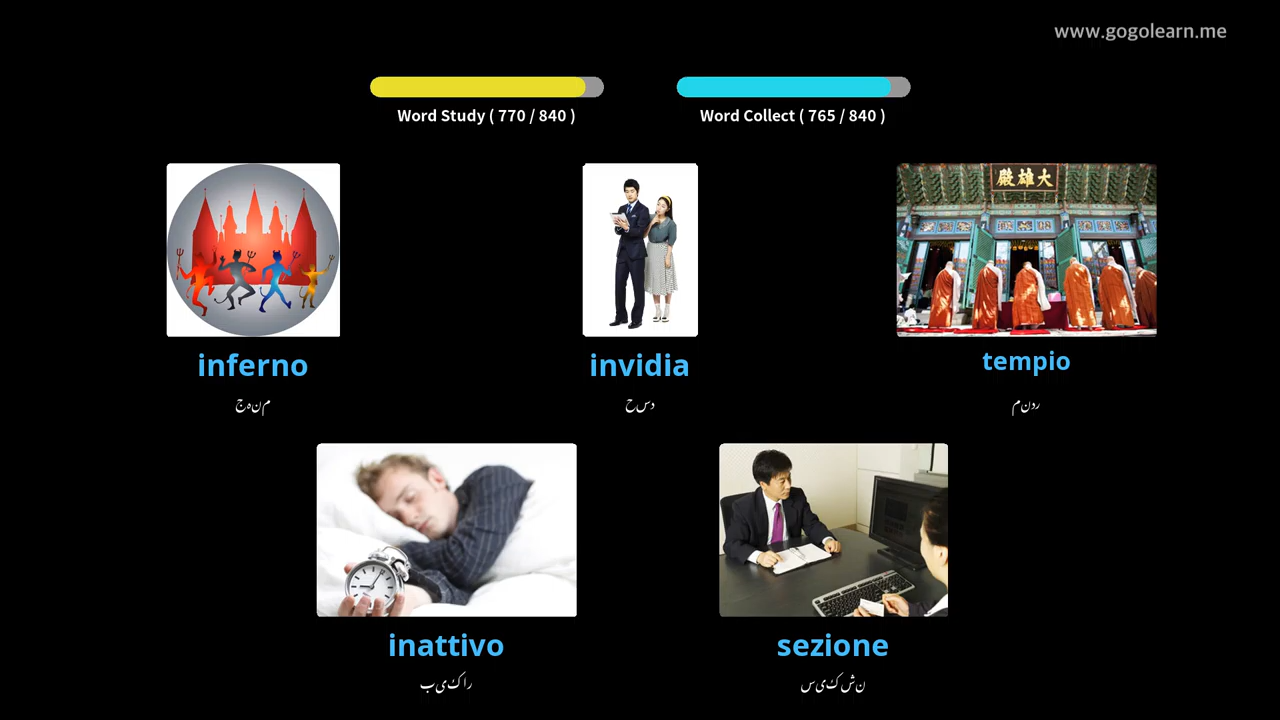 www.gogolearn.me
Word Study ( 770 / 840 )
Word Collect ( 765 / 840 )
大雄殿
inferno
invidia
tempio
جہنم
حسد
مندر
inattivo
sezione
بیکار
سیکشن